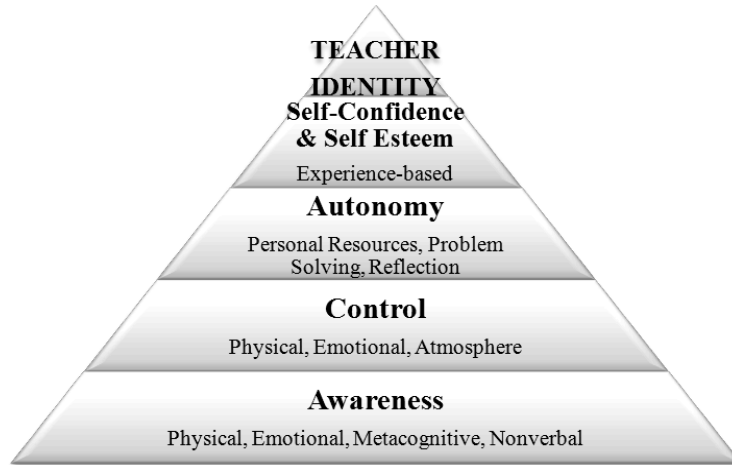 TEACHER
IDENTITY
Self-Confidence
& Self Esteem
Experience-based
Autonomy
Personal Resources, Problem
Solving, Reflection
Control
Physical, Emotional, Atmosphere
Awareness
Physical, Emotional, Metacognitive, Nonverbal